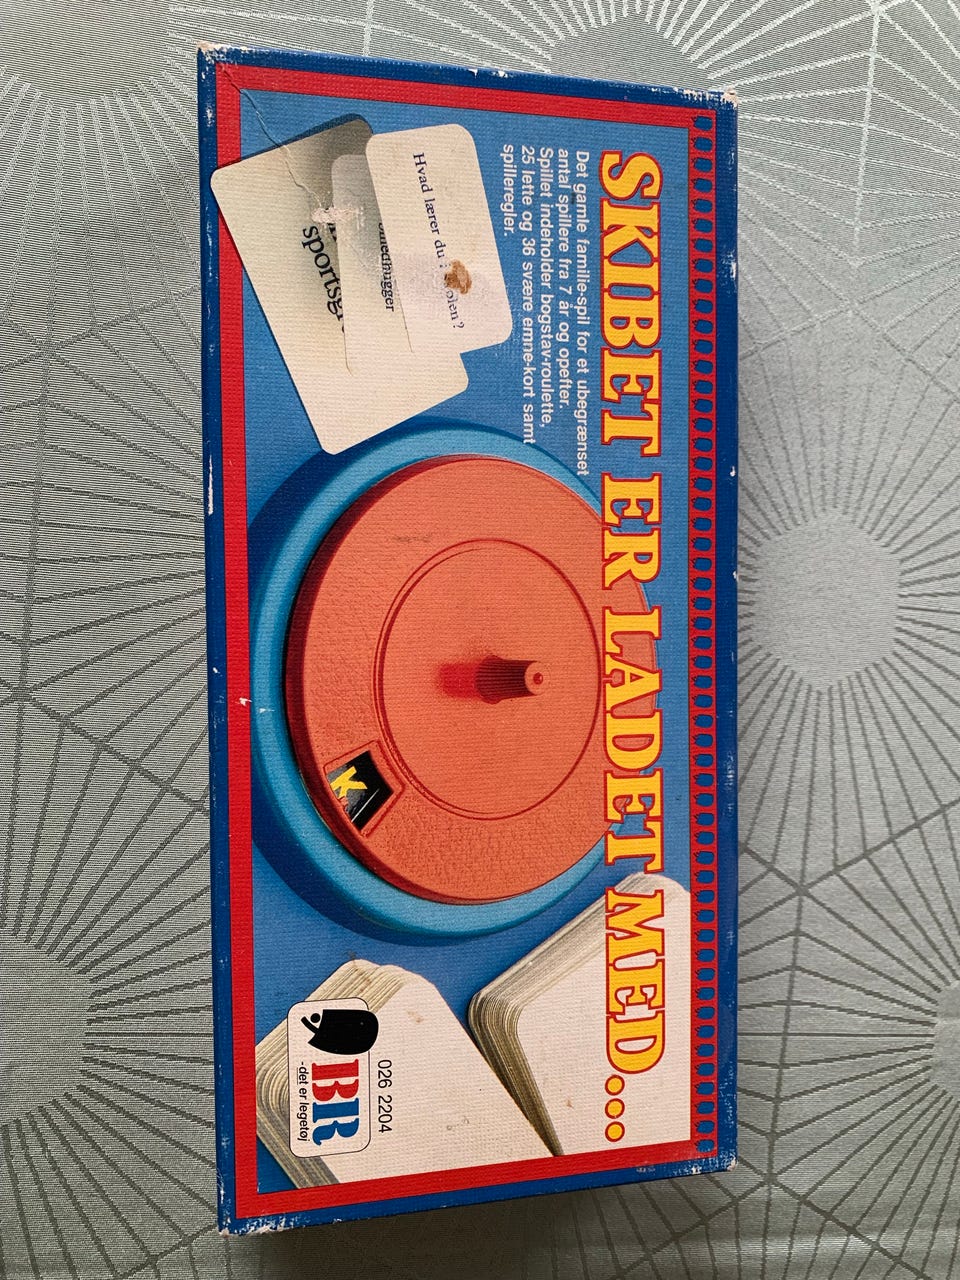 SKIBET ER LADET MED...
Det gamle familie-spil for et ubegrænset
antal spillere fra 7 år og opefter.
Spillet indeholder bogstav-roulette,
25 lette og 36 svære emne-kort samt
spilleregler.
Hvad lærer du i skolen?
sportsgr
K
026 2204
BR
-det er legetøj